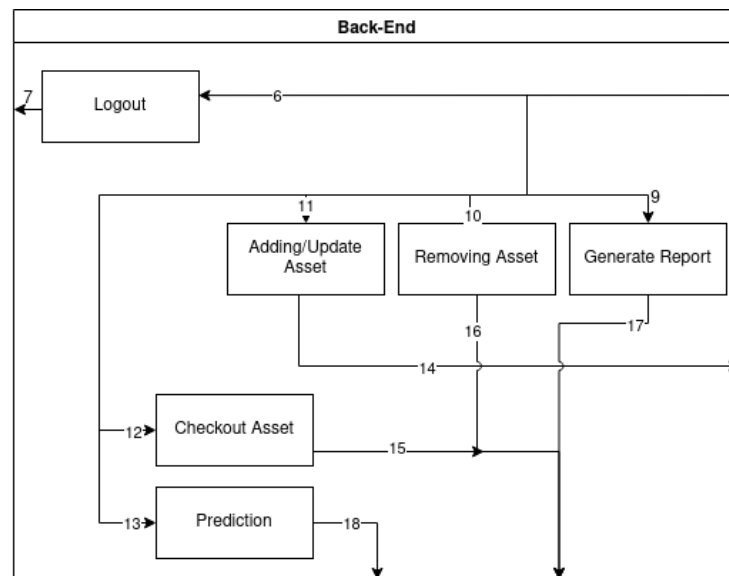 Back-End
7
Logout
6
11
10
9
Adding/Update
Asset
Removing Asset
Generate Report
16
17
14
12
Checkout Asset
15
13
Prediction
18